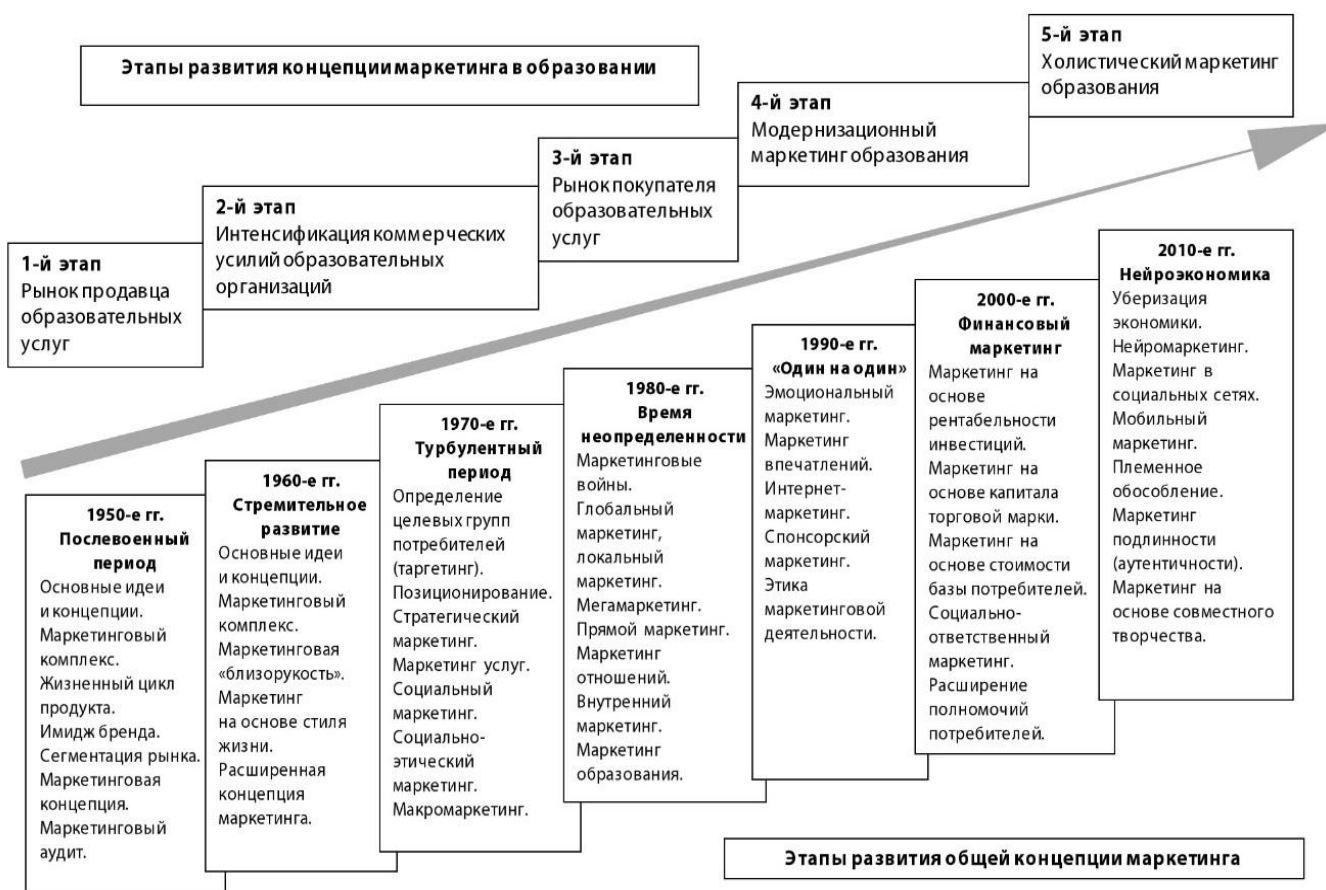 Этапы развития концепции маркетинга в образовании
1-й этап
Рынок продавца
образовательных
услуг
2-й этап
Интенсификация коммерческих
усилий образовательных
организаций
3-й этап
Рынок покупателя
образовательных
услуг
4-й этап
Модернизационный
маркетинг образования
5-й этап
Холистический маркетинг
образования
1950-е гг.
Послевоенный
период
Основные идеи
и концепции.
Маркетинговый
комплекс.
Жизненный цикл
продукта.
Имидж бренда.
Сегментация рынка.
Маркетинговая
концепция.
Маркетинговый
аудит.
1960-е гг.
Стремительное
развитие
Основные идеи
и концепции.
Маркетинговый
комплекс.
Маркетинговая
«близорукость».
Маркетинг
на основе стиля
жизни.
Расширенная
концепция
маркетинга.
1970-е гг.
Турбулентный
период
Определение
целевых групп
потребителей
(таргетинг).
Позиционирование.
Стратегический
маркетинг.
Маркетинг услуг.
Социальный
маркетинг.
Социально-
этический
маркетинг.
Макромаркетинг.
1980-е гг.
Время
неопределенности
Маркетинговые
войны.
Глобальный
маркетинг,
локальный
маркетинг.
Мегамаркетинг.
Прямой маркетинг.
Маркетинг
отношений.
Внутренний
маркетинг.
Маркетинг
образования.
1990-е гг.
«Один на один»
Эмоциональный
маркетинг.
Маркетинг
впечатлений.
Интернет-
маркетинг.
Спонсорский
маркетинг.
Этика
маркетинговой
деятельности.
2000-е гг.
Финансовый
маркетинг
Маркетинг на
основе
рентабельности
инвестиций.
Маркетинг на
основе капитала
торговой марки.
Маркетинг на
основе стоимости
базы потребителей.
Социально-
ответственный
маркетинг.
Расширение
полномочий
потребителей.
2010-е гг.
Нейроэкономика
Уберизация
экономики.
Нейромаркетинг.
Маркетинг в
социальных сетях.
Мобильный
маркетинг.
Племенное
обособление.
Маркетинг
подлинности
(аутентичности).
Маркетинг на
основе совместного
творчества.
Этапы развития общей концепции маркетинга